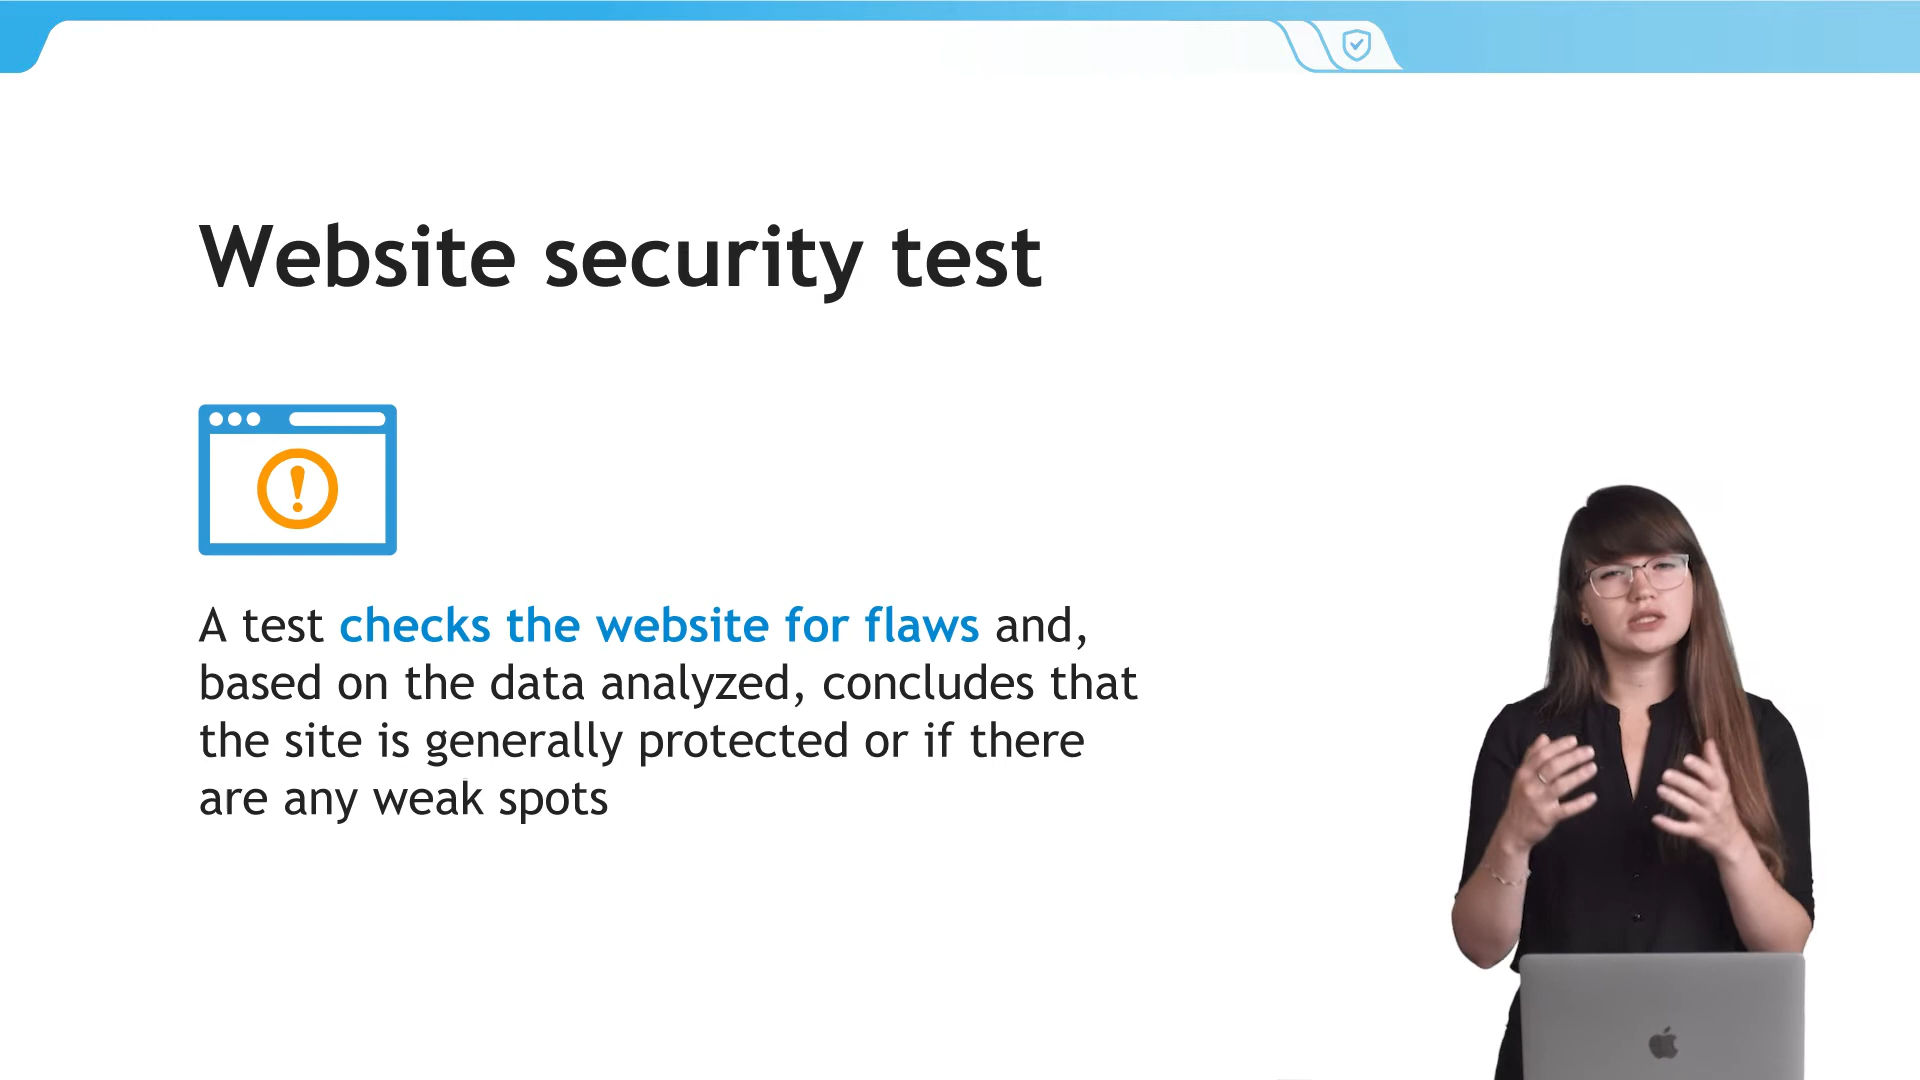 Website security test
A test checks the website for flaws and,
based on the data analyzed, concludes that
the site is generally protected or if there
are any weak spots